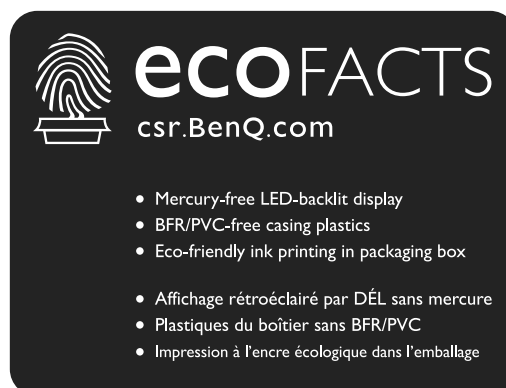 ecoFACTS
csr.BenQ.com
• Mercury-free LED-backlit display
• BFR/PVC-free casing plastics
• Eco-friendly ink printing in packaging box
• Affichage rétroéclairé par DÉL sans mercure
• Plastiques du boîtier sans BFR/PVC
• Impression à l'encre écologique dans l'emballage